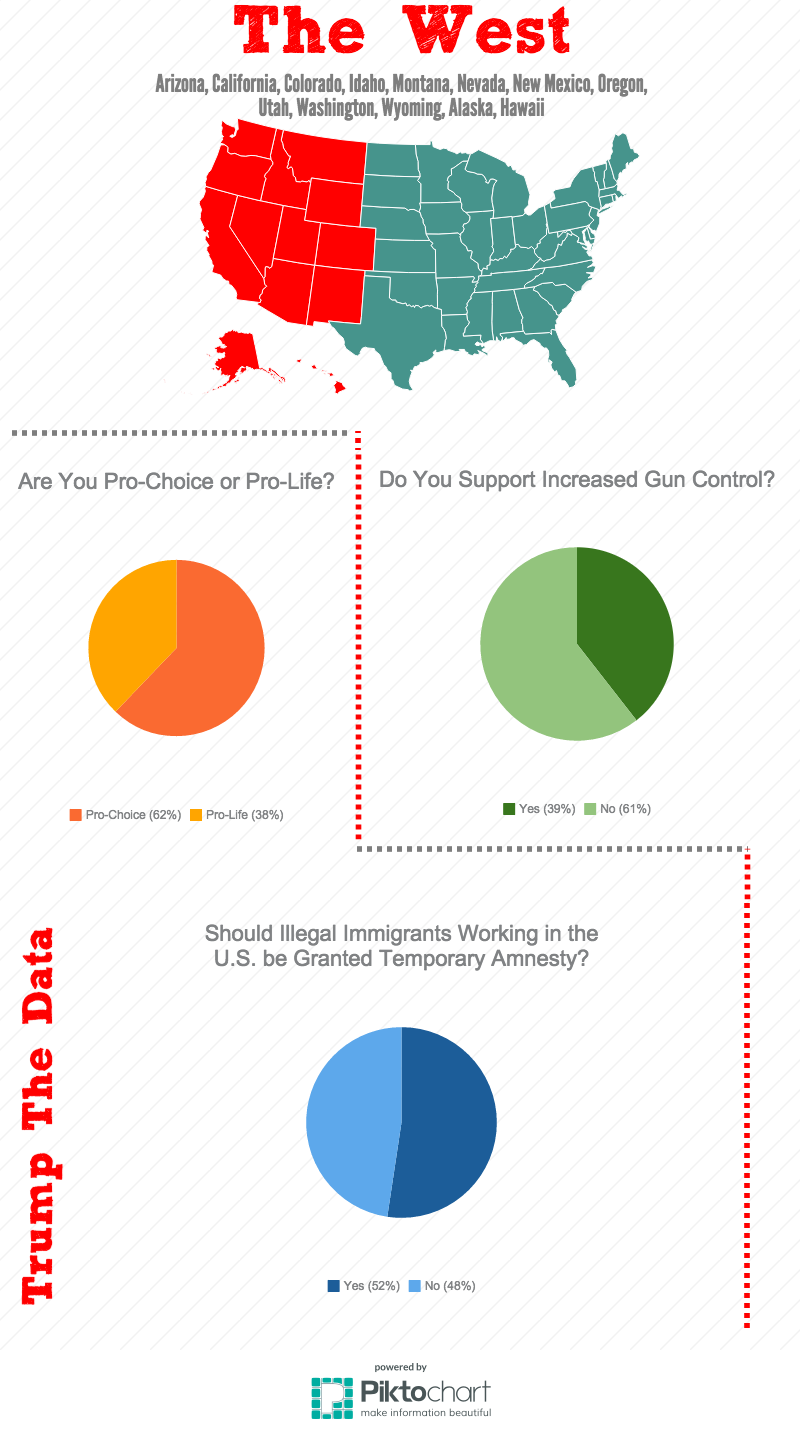 The West
Arizona, California, Colorado, Idaho, Montana, Nevada, New Mexico, Oregon,
Utah, Washington, Wyoming, Alaska, Hawaii
Are You Pro-Choice or Pro-Life?
Pro-Choice (62%) Pro-Life (38%)
Do You Support Increased Gun Control?
Yes (39%) No (61%)
Should Illegal Immigrants Working in the
U.S. be Granted Temporary Amnesty?
Yes (52%) No (48%)
Trump The Data
powered by
Piktochart
make information beautiful